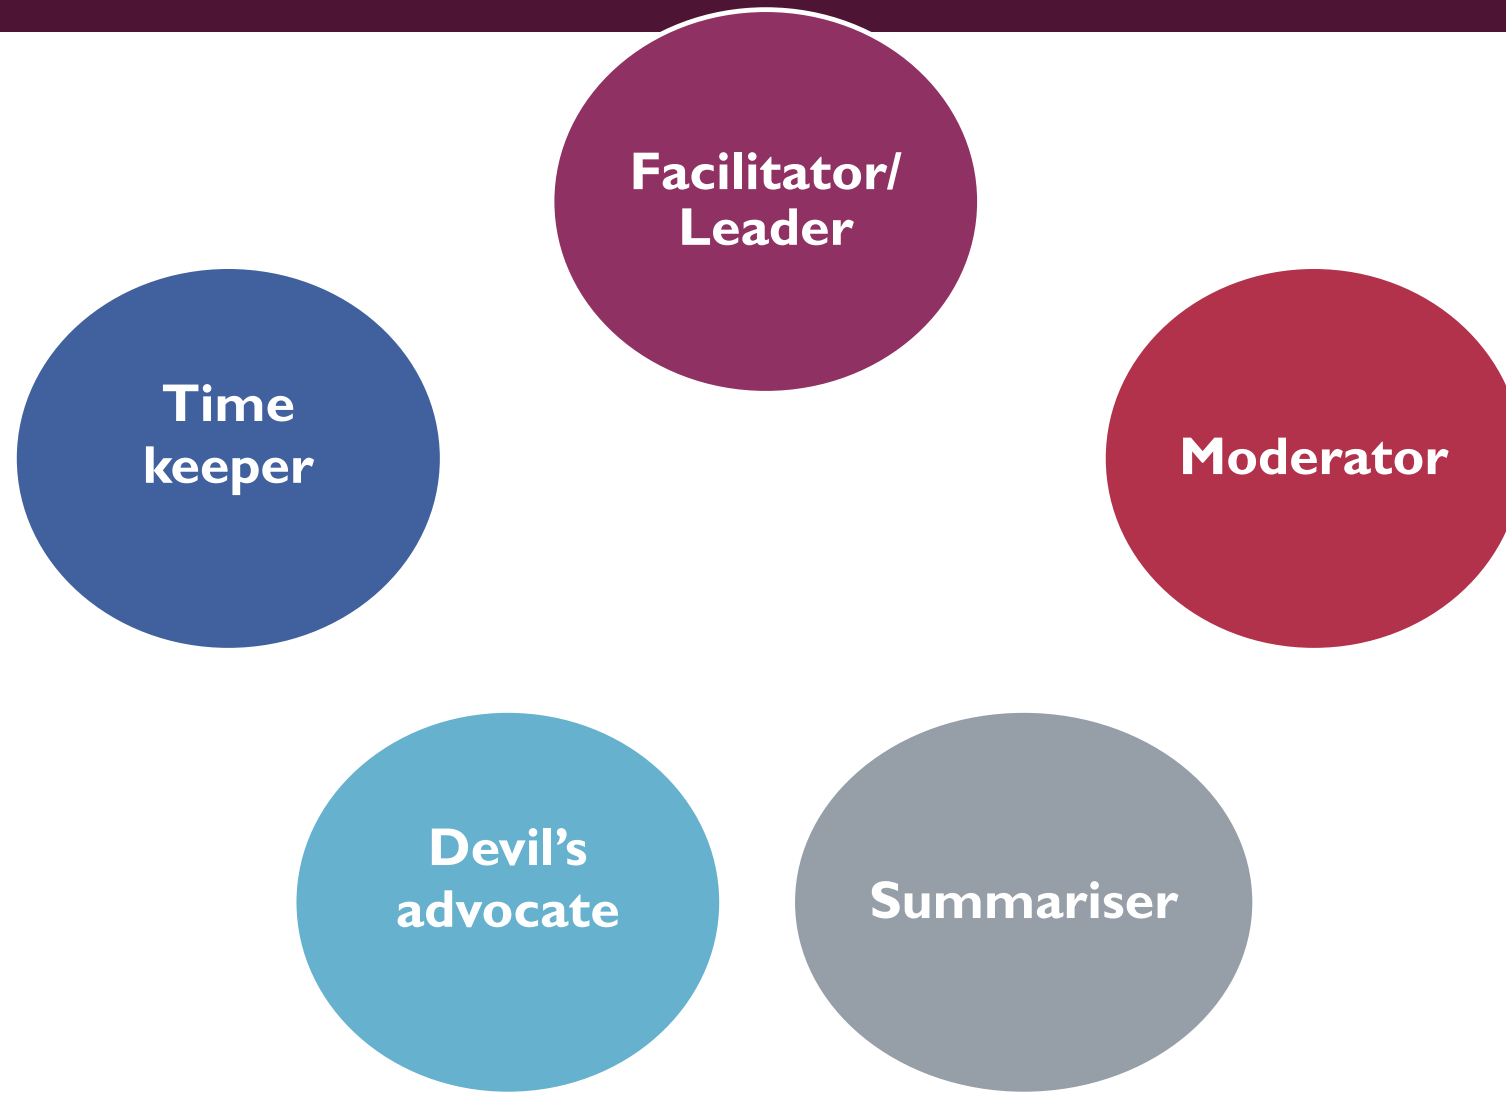 Facilitator/
Leader
Time
keeper
Moderator
Devil’s
advocate
Summariser